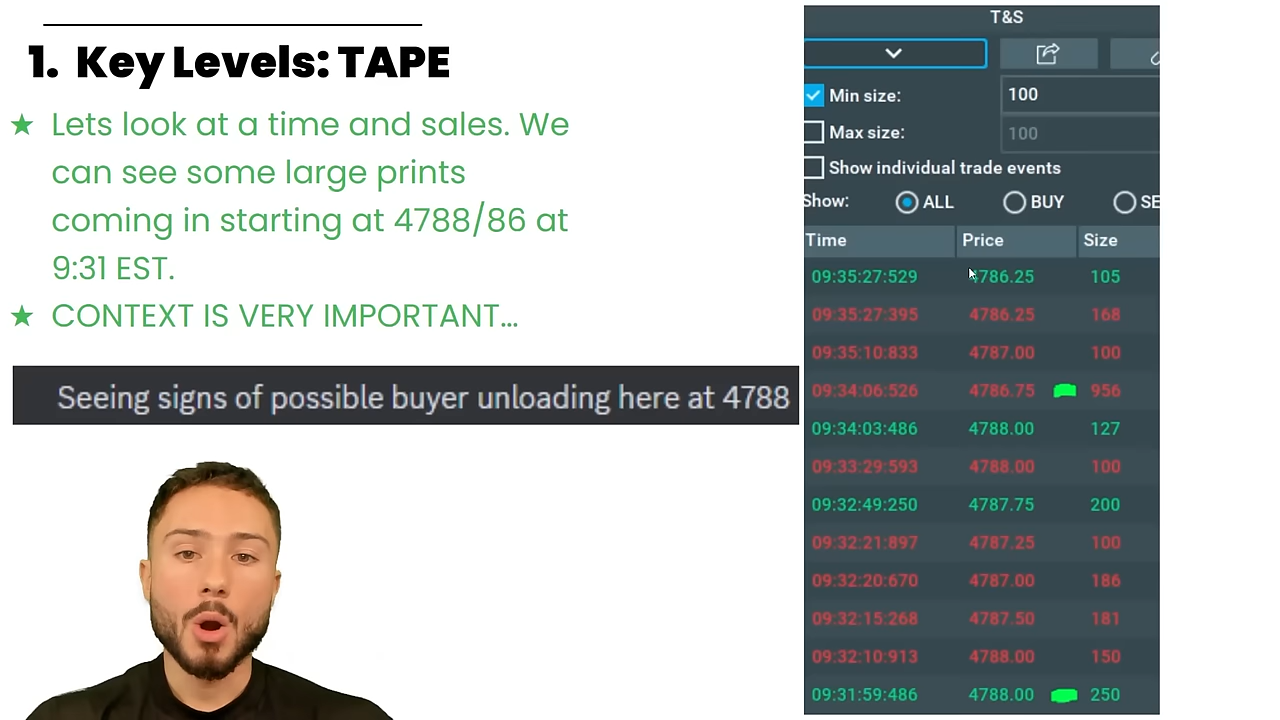 1. Key Levels: TAPE
★ Lets look at a time and sales. We
can see some large prints
coming in starting at 4788/86 at
9:31 EST.
★ CONTEXT IS VERY IMPORTANT...
Seeing signs of possible buyer unloading here at 4788
T&S
Min size: 100
Max size: 100
Show individual trade events
Show: ALL BUY SE
Time Price Size
09:35:27:529 4786.25 105
09:35:27:395 4786.25 168
09:35:10:833 4787.00 100
09:34:06:526 4786.75 956
09:34:03:486 4788.00 127
09:33:29:593 4788.00 100
09:32:49:250 4787.75 200
09:32:21:897 4787.25 100
09:32:20:670 4787.00 186
09:32:15:268 4787.50 181
09:32:10:913 4788.00 150
09:31:59:486 4788.00 250